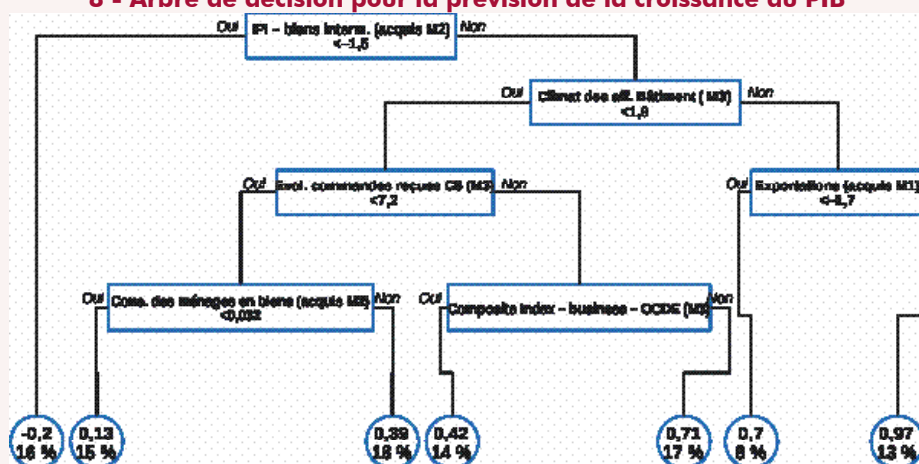 8 - Arbre de décision pour la prévision de la croissance du PIB
Oui
IPI – biens interm. (acquis M2)
<–1,5
Non
Oui
Climat des aff. Bâtiment ( M3)
<1,8
Non
Oui
Evol. commandes reçues CB (M3)
<7,2
Non
Oui
Exportations (acquis M1)
Oui
Cons. des ménages en biens (acquis
<0,032
Non
Oui
Composite index – business – OCDE (M3)
Non
-0,2
16 %
0,13
15 %
0,39
18 %
0,42
14 %
0,71
17 %
0,7
8 %
0,97
13 %